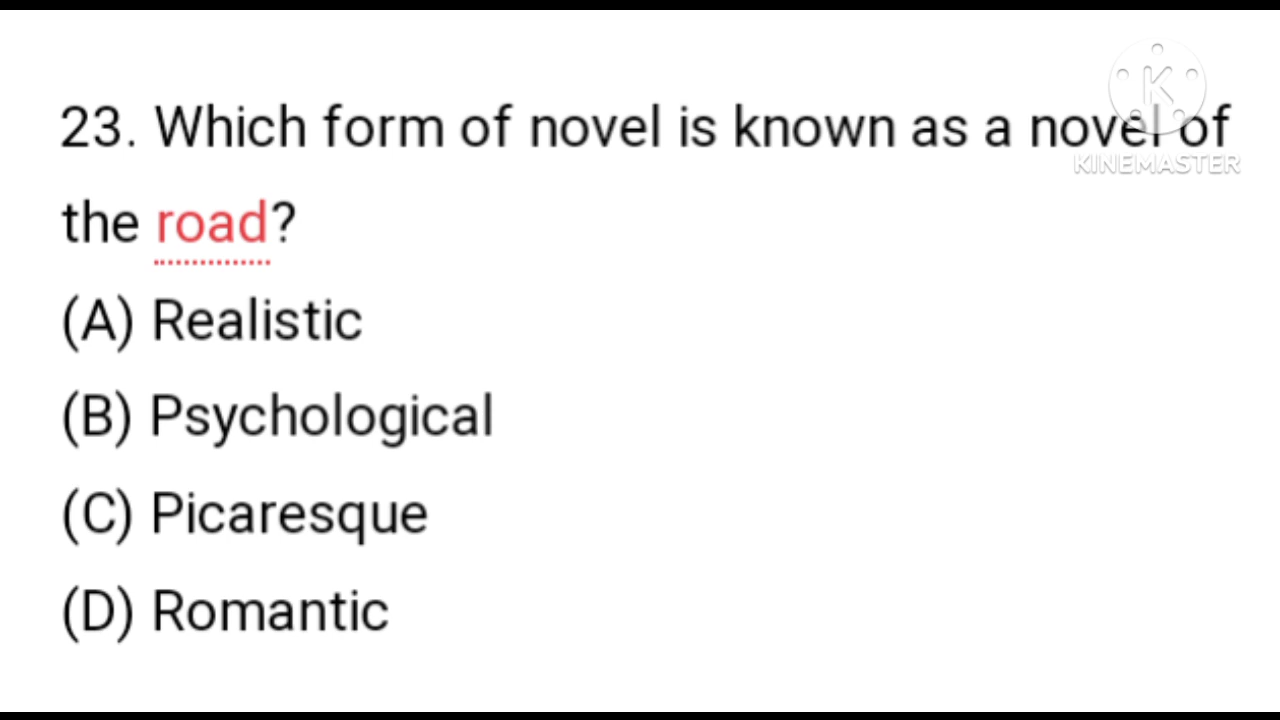 23. Which form of novel is known as a novel of
KINEMASTER
the road?
(A) Realistic
(B) Psychological
(C) Picaresque
(D) Romantic